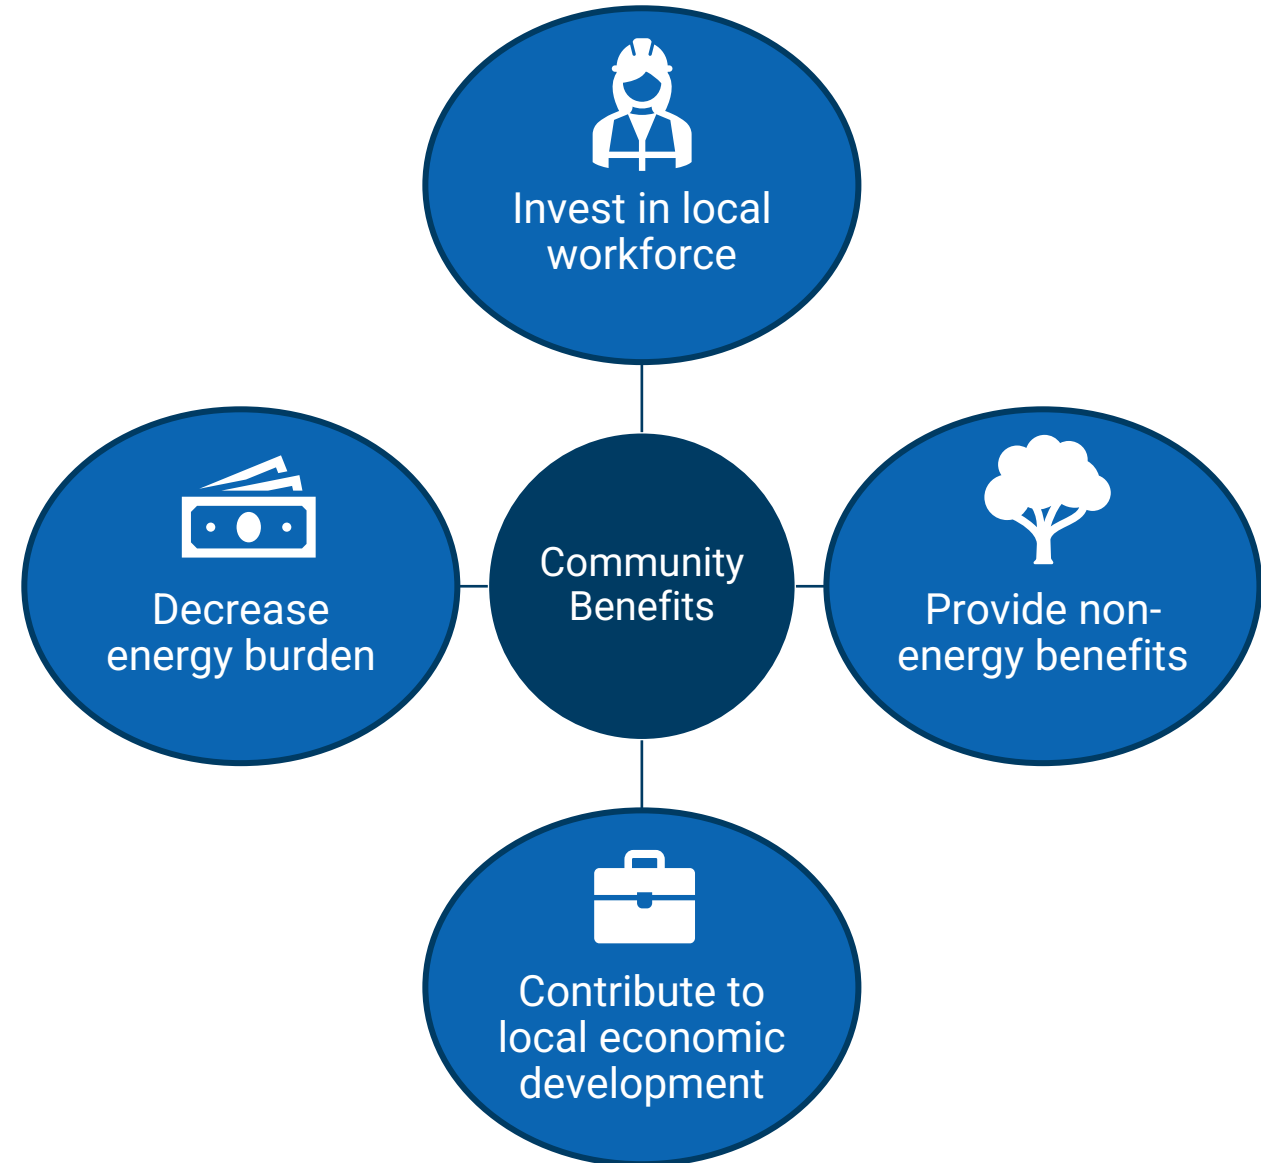 Invest in local
workforce
Decrease
energy burden
Community
Benefits
Provide non-
energy benefits
Contribute to
local economic
development